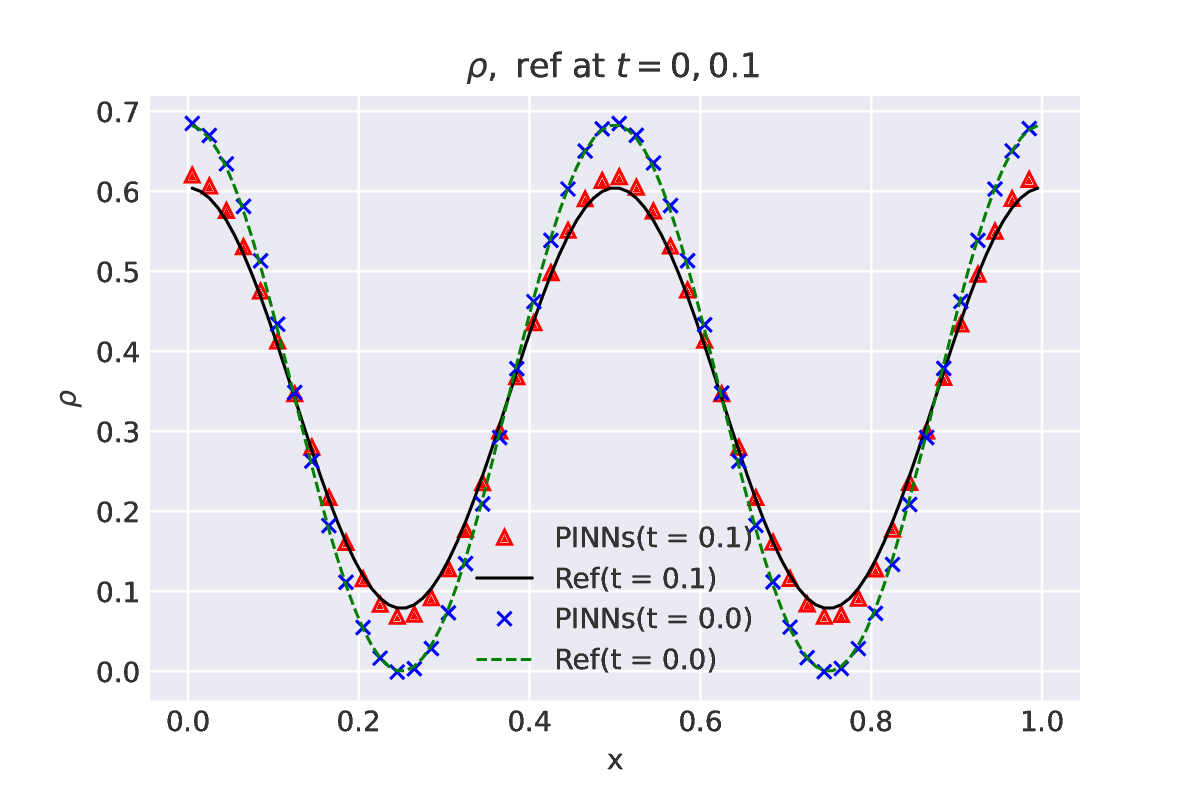 ρ, ref at t = 0, 0.1
0.7
0.6
0.5
0.4
0.3
0.2
0.1
0.0
ρ
PINNs(t = 0.1)
Ref(t = 0.1)
PINNs(t = 0.0)
Ref(t = 0.0)
0.0 0.2 0.4 0.6 0.8 1.0
x